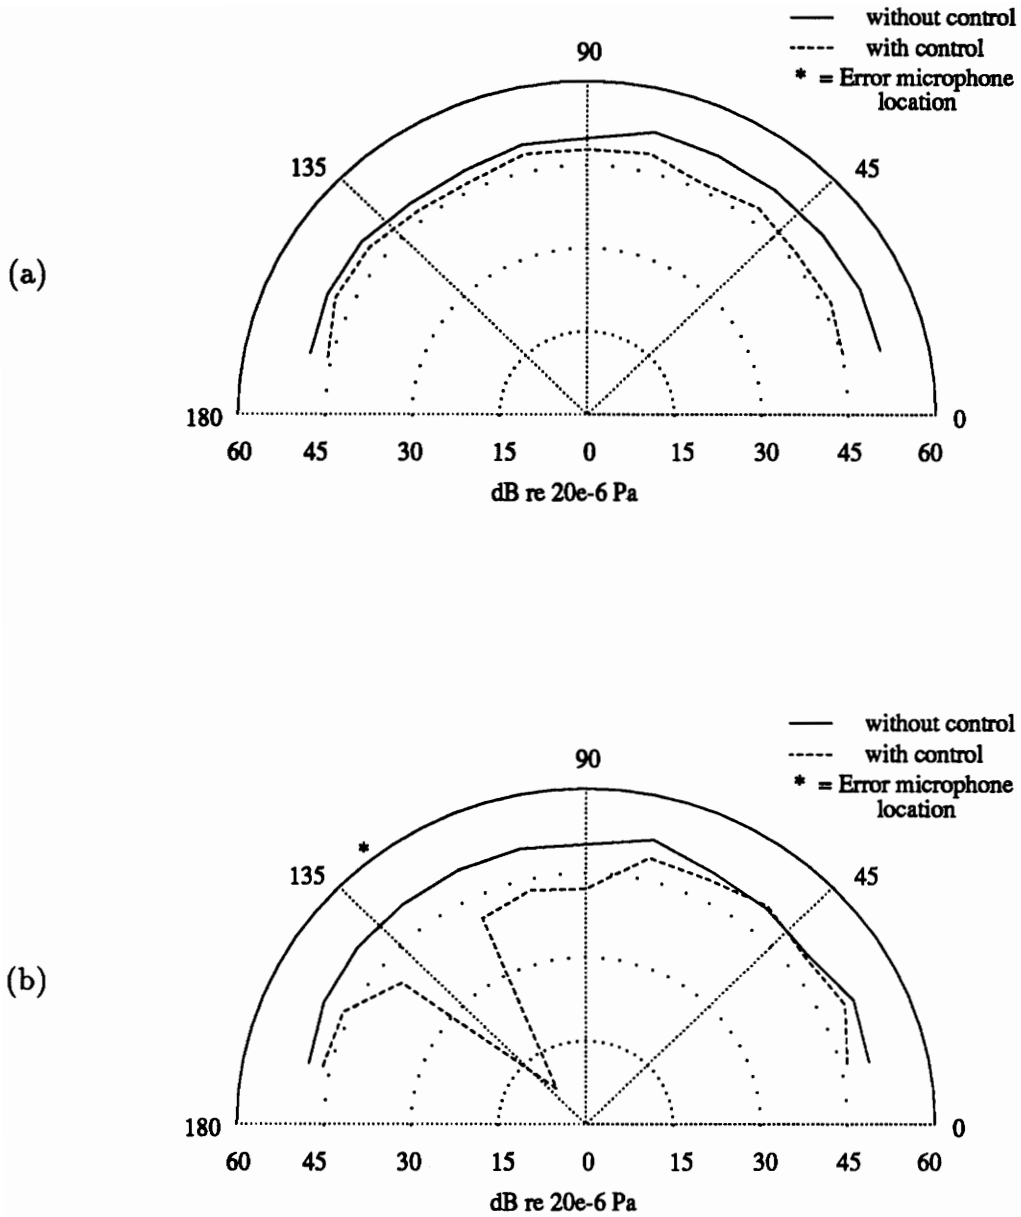 without control
with control
* = Error microphone
location
90
135
45
(a)
180
0
60 45 30 15 0 15 30 45 60
dB re 20e-6 Pa
without control
with control
* = Error microphone
location
90
*
135
45
(b)
180
0
60 45 30 15 0 15 30 45 60
dB re 20e-6 Pa